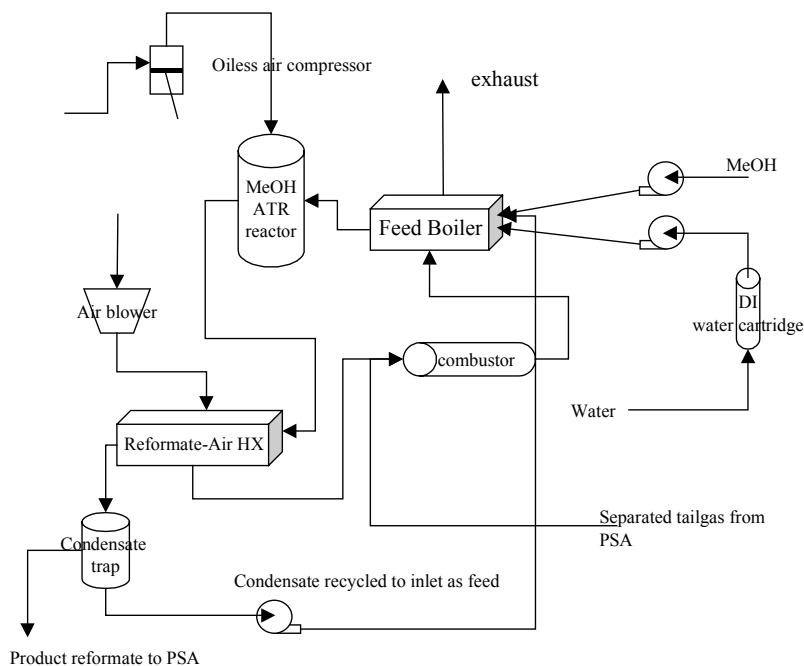 Oiless air compressor
exhaust
MeOH
MeOH
ATR
reactor
Feed Boiler
DI
water cartridge
Air blower
combustor
Water
Reformate-Air HX
Separated tailgas from
PSA
Condensate
trap
Condensate recycled to inlet as feed
Product reformate to PSA